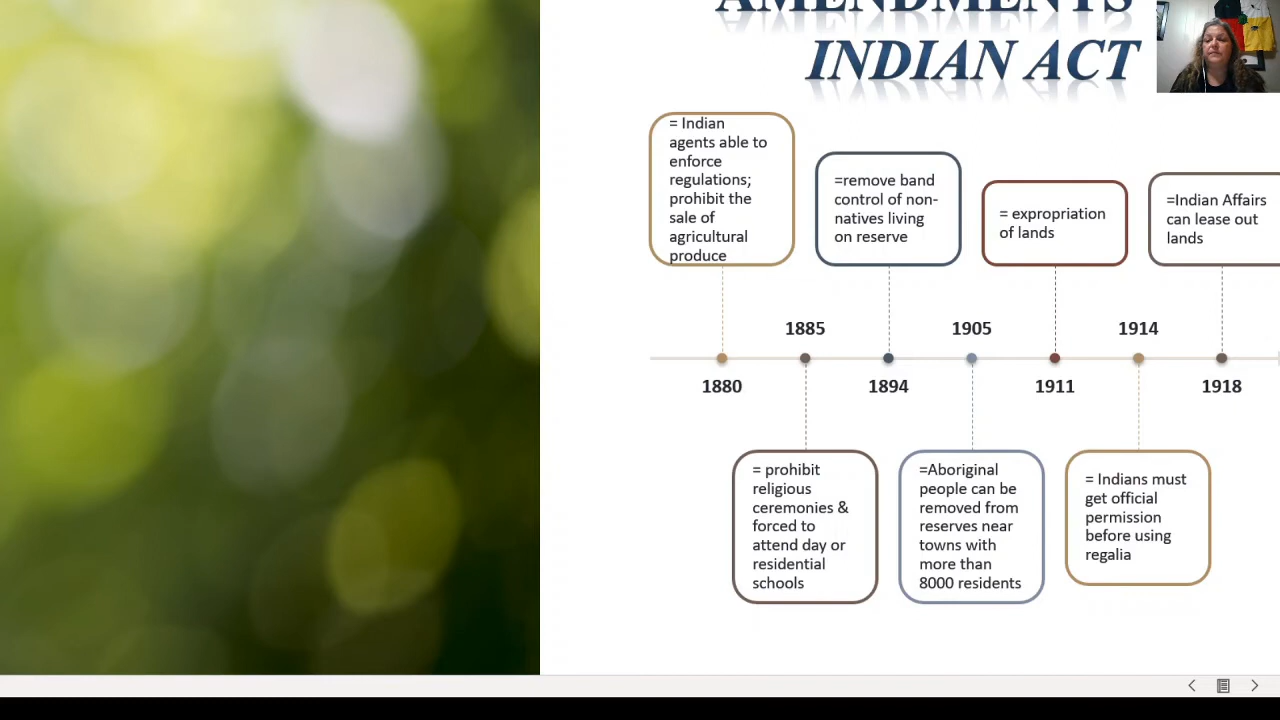 AMENDMENTS
INDIAN ACT
= Indian
agents able to
enforce
regulations;
prohibit the
sale of
agricultural
produce
=remove band
control of non-
natives living
on reserve
= expropriation
of lands
=Indian Affairs
can lease out
lands
1885
1905
1914
1880
1894
1911
1918
= prohibit
religious
ceremonies &
forced to
attend day or
residential
schools
=Aboriginal
people can be
removed from
reserves near
towns with
more than
8000 residents
= Indians must
get official
permission
before using
regalia